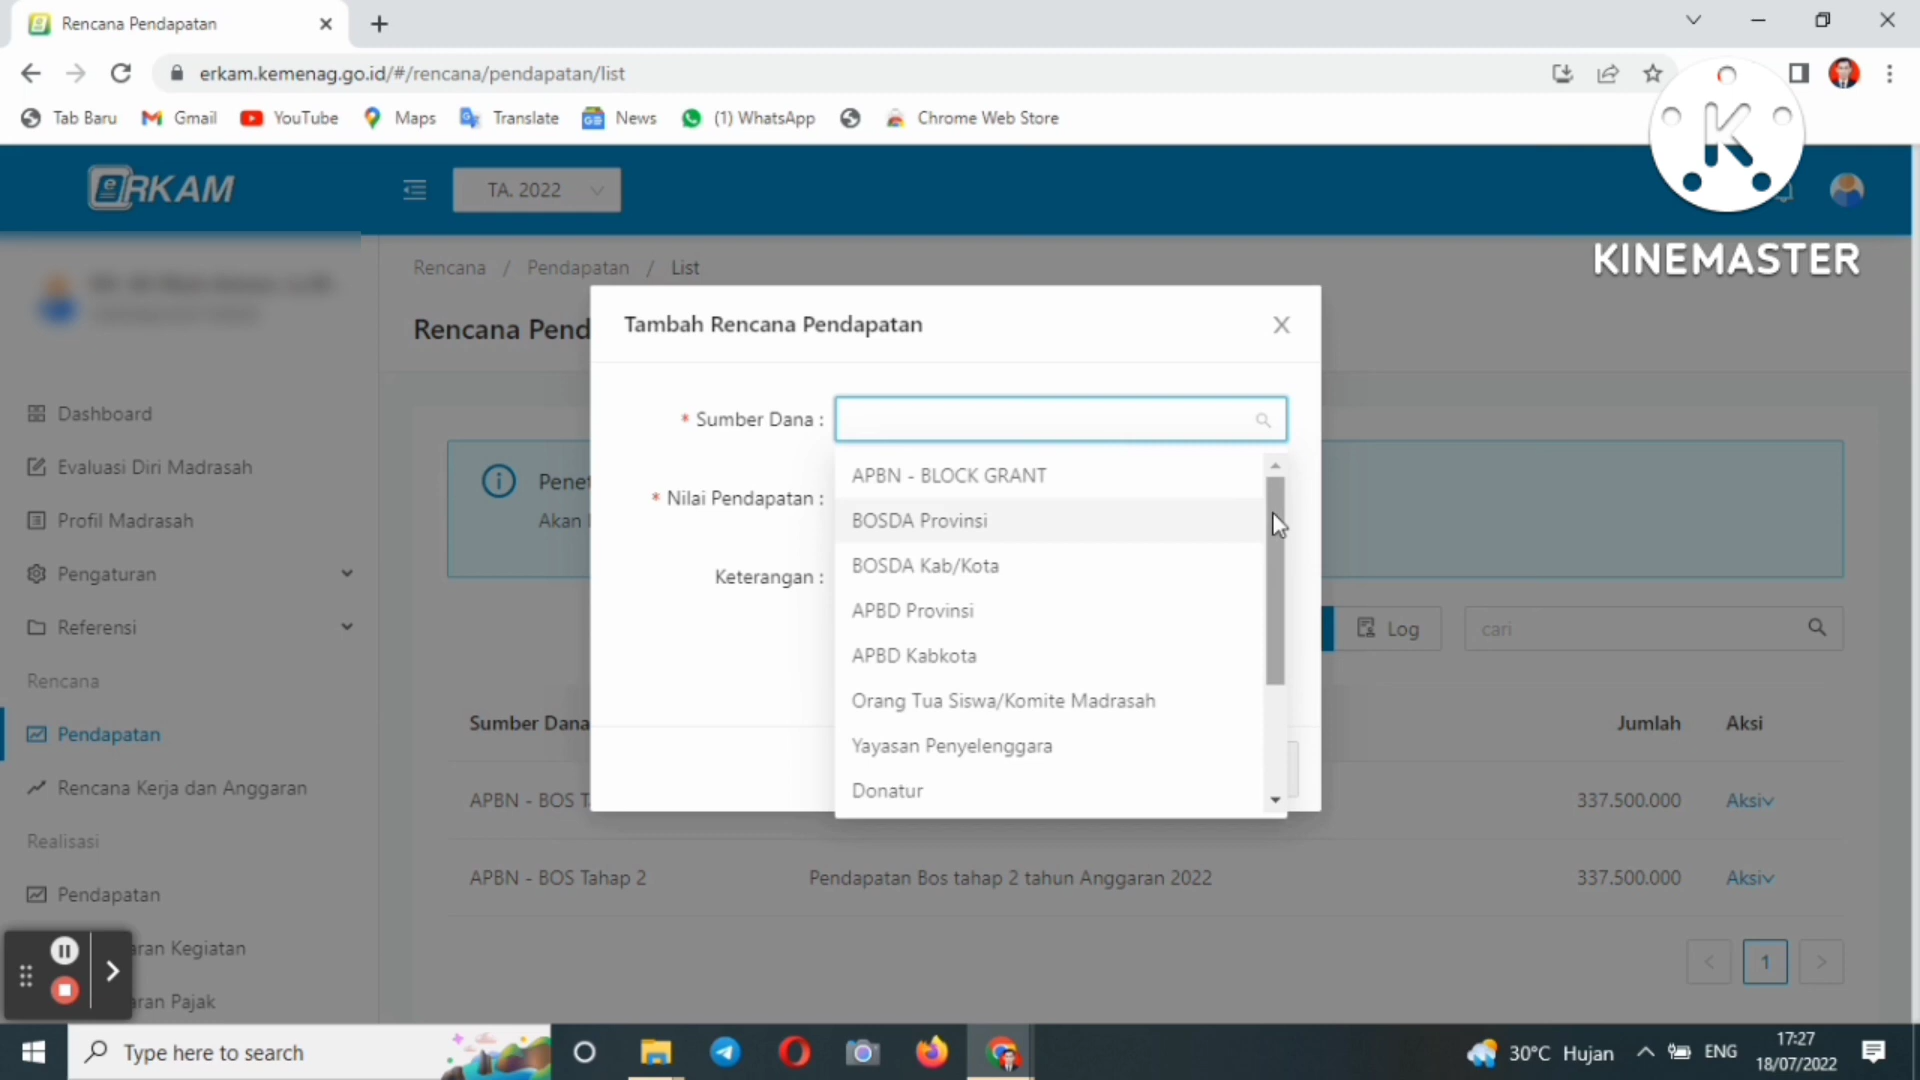 Rencana Pendapatan
erkam.kemenag.go.id/#/rencana/pendapatan/list
Tab Baru Gmail YouTube Maps Translate News (1) WhatsApp Chrome Web Store
eRKAM
TA. 2022
KINEMASTER
Rencana / Pendapatan / List
Rencana Pend
Tambah Rencana Pendapatan
* Sumber Dana :
* Nilai Pendapatan :
Keterangan :
APBN - BLOCK GRANT
BOSDA Provinsi
BOSDA Kab/Kota
APBD Provinsi
APBD Kabkota
Orang Tua Siswa/Komite Madrasah
Yayasan Penyelenggara
Donatur
Dashboard
Evaluasi Diri Madrasah
Profil Madrasah
Pengaturan
Referensi
Rencana
Pendapatan
Rencana Kerja dan Anggaran
Realisasi
Pendapatan
aran Kegiatan
aran Pajak
Penet
Akan
Log
cari
Sumber Dana Jumlah Aksi
APBN - BOS T 337.500.000 Aksi
APBN - BOS Tahap 2 Pendapatan Bos tahap 2 tahun Anggaran 2022 337.500.000 Aksi
< 1 >
Type here to search
30°C Hujan
ENG
17:27
18/07/2022